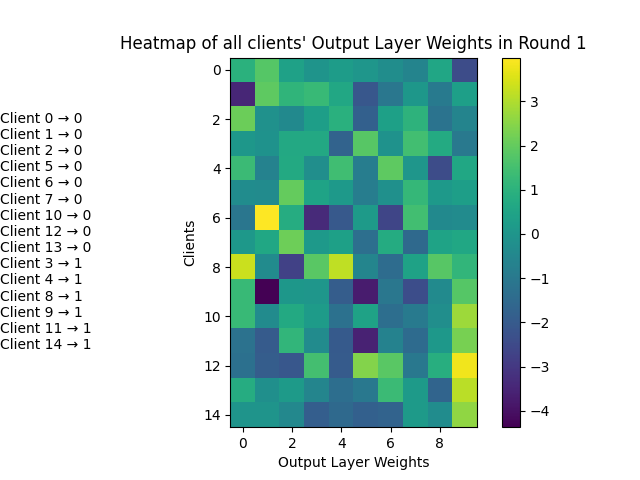 Heatmap of all clients' Output Layer Weights in Round 1
Client 0 → 0
Client 1 → 0
Client 2 → 0
Client 5 → 0
Client 6 → 0
Client 7 → 0
Client 10 → 0
Client 12 → 0
Client 13 → 0
Client 3 → 1
Client 4 → 1
Client 8 → 1
Client 9 → 1
Client 11 → 1
Client 14 → 1
Clients
0
2
4
6
8
10
12
14
0 2 4 6 8
Output Layer Weights
3
2
1
0
−1
−2
−3
−4